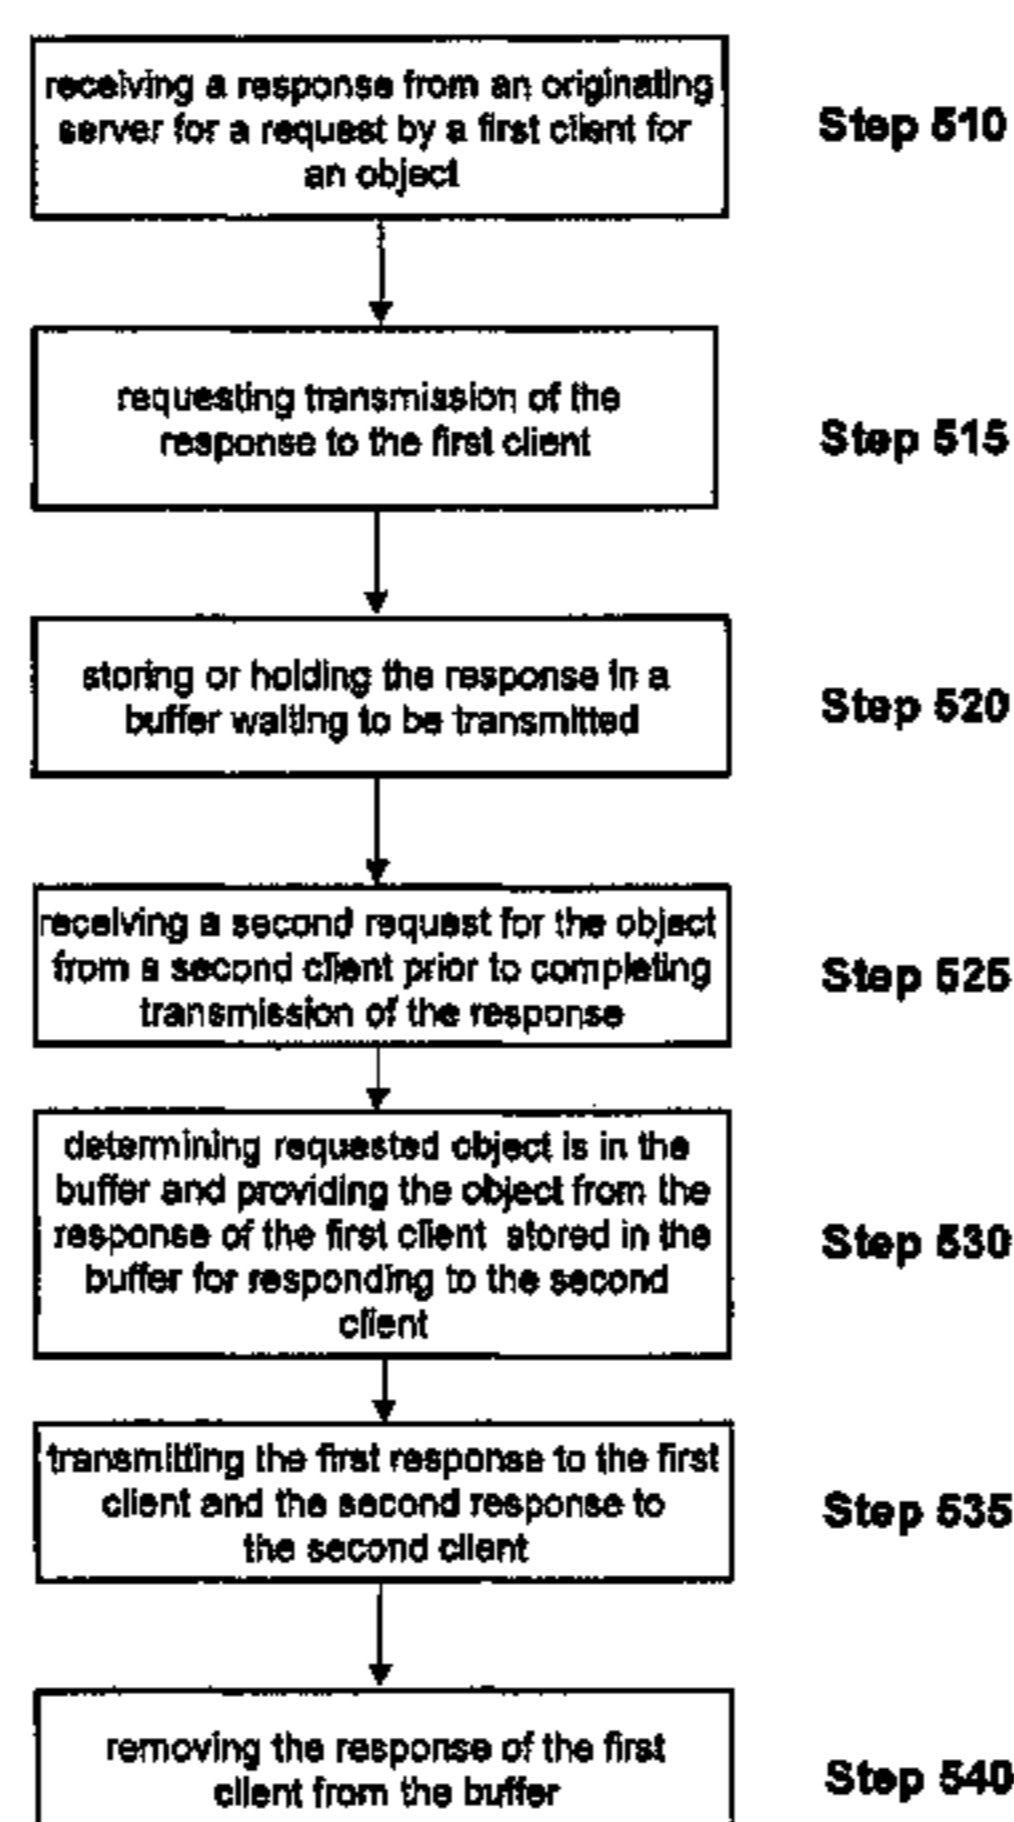 receiving a response from an originating
server for a request by a first client for
an object
Step 510
requesting transmission of the
response to the first client
Step 515
storing or holding the response in a
buffer waiting to be transmitted
Step 520
receiving a second request for the object
from a second client prior to completing
transmission of the response
Step 525
determining requested object is in the
buffer and providing the object from the
response of the first client stored in the
buffer for responding to the second
client
Step 530
transmitting the first response to the first
client and the second response to
the second client
Step 535
removing the response of the first
client from the buffer
Step 540